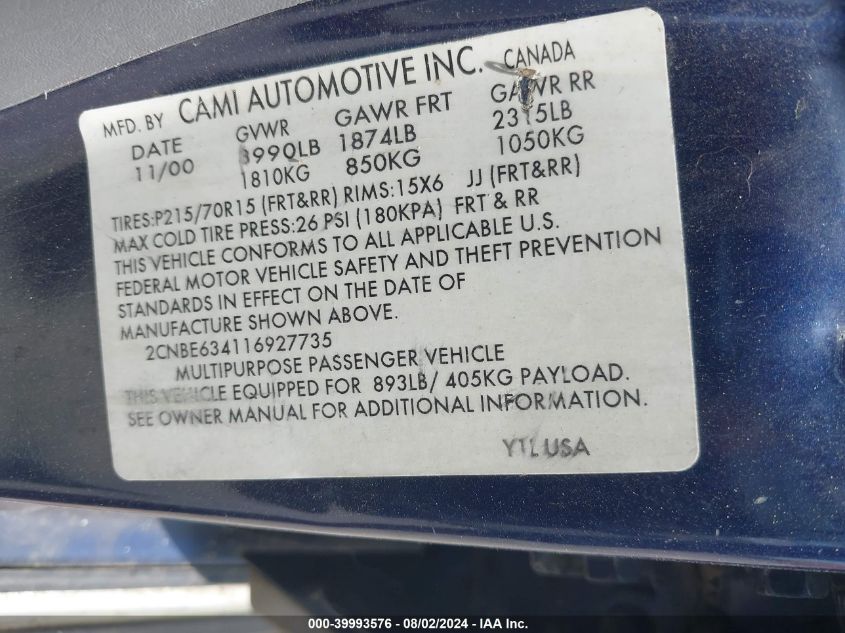 MFD. BY CAMI AUTOMOTIVE INC. CANADA
DATE GVWR GAWR FRT GAWR RR
11/00 3990LB 1874LB 2315LB
1810KG 850KG 1050KG
TIRES:P215/70R15 (FRT&RR) RIMS:15X6 JJ (FRT&RR)
MAX COLD TIRE PRESS:26 PSI (180KPA) FRT & RR
THIS VEHICLE CONFORMS TO ALL APPLICABLE U.S.
FEDERAL MOTOR VEHICLE SAFETY AND THEFT PREVENTION
STANDARDS IN EFFECT ON THE DATE OF
MANUFACTURE SHOWN ABOVE.
2CNBE634116927735
MULTIPURPOSE PASSENGER VEHICLE
THIS VEHICLE EQUIPPED FOR 893LB/ 405KG PAYLOAD.
SEE OWNER MANUAL FOR ADDITIONAL INFORMATION.
YTL USA
000-39993576 - 08/02/2024 - IAA Inc.